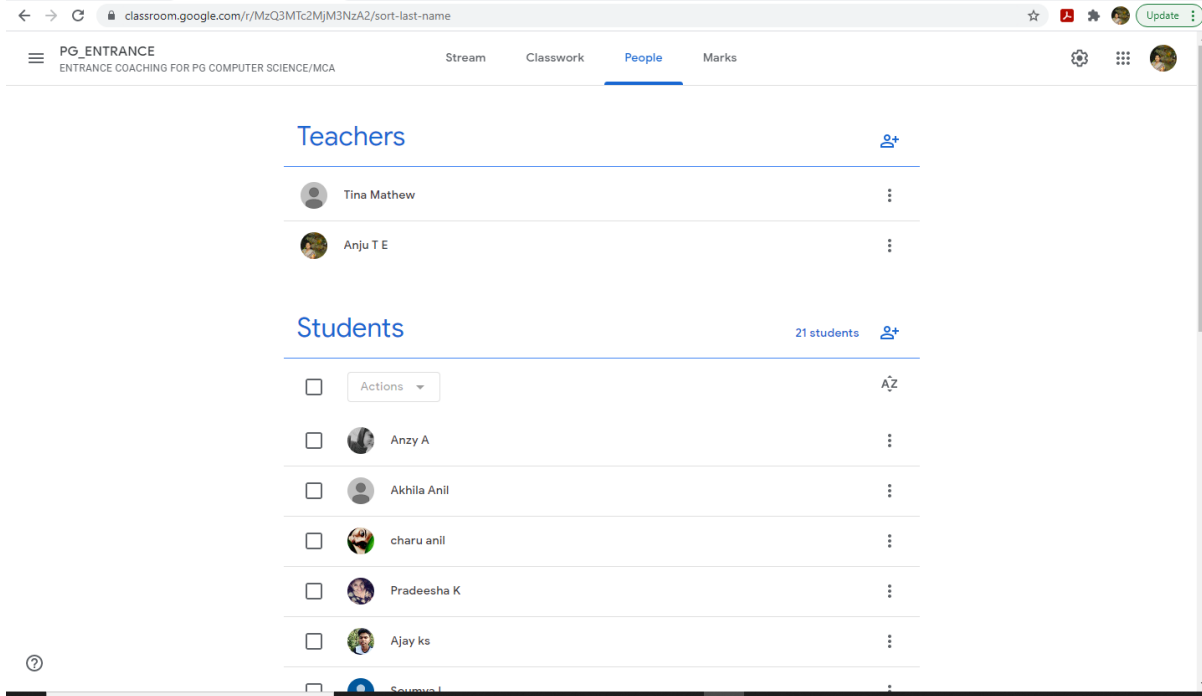 classroom.google.com/r/MzQ3MTc2MjM3NzA2/sort-last-name
Update
PG_ENTRANCE
ENTRANCE COACHING FOR PG COMPUTER SCIENCE/MCA
Stream Classwork People Marks
Teachers
Tina Mathew
Anju T E
Students
21 students
Actions
AZ
Anzy A
Akhila Anil
charu anil
Pradeesha K
Ajay ks
Soumya